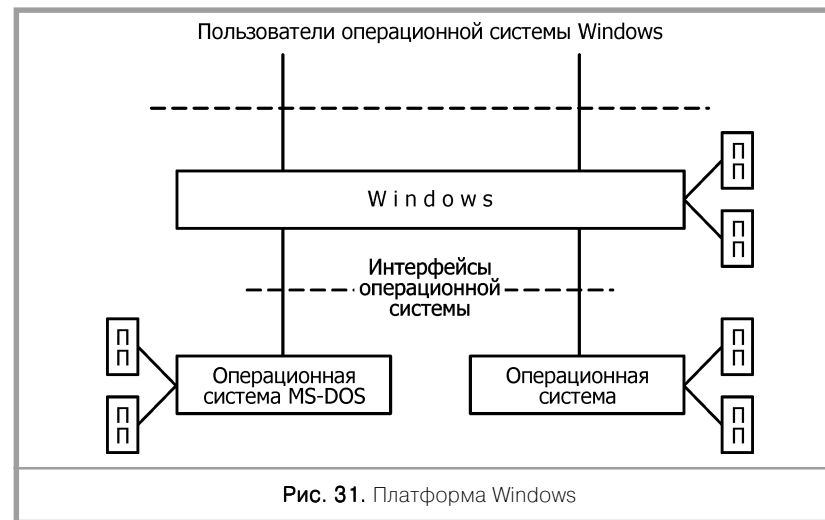 Пользователи операционной системы Windows
П
П
Windows
П
П
Интерфейсы
операционной
системы
П
П
Операционная
система MS-DOS
П
П
Операционная
система
П
П
П
П
Рис. 31. Платформа Windows